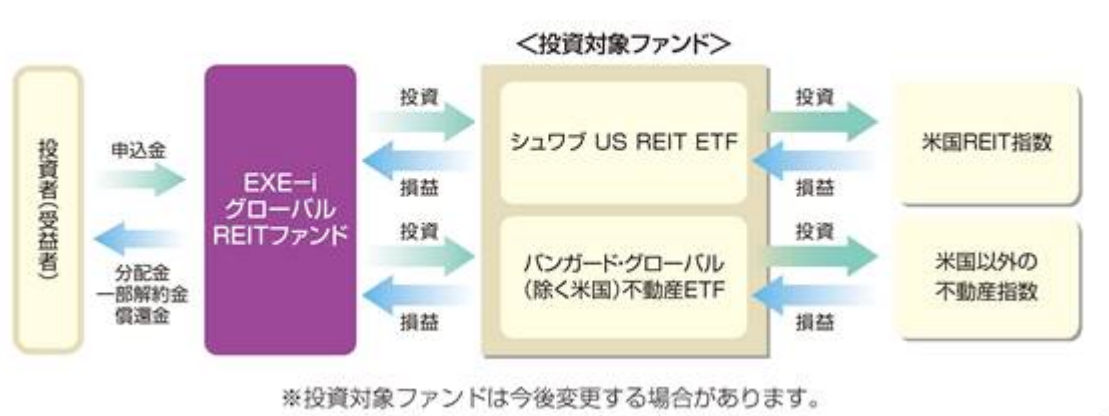 ＜投資対象ファンド＞
投資者（受益者）
申込金
分配金
一部解約金
償還金
EXE－i
グローバル
REITファンド
投資
損益
投資
損益
シュワブ US REIT ETF
バンガード・グローバル
（除く米国）不動産ETF
投資
損益
投資
損益
米国REIT指数
米国以外の
不動産指数
※投資対象ファンドは今後変更する場合があります。